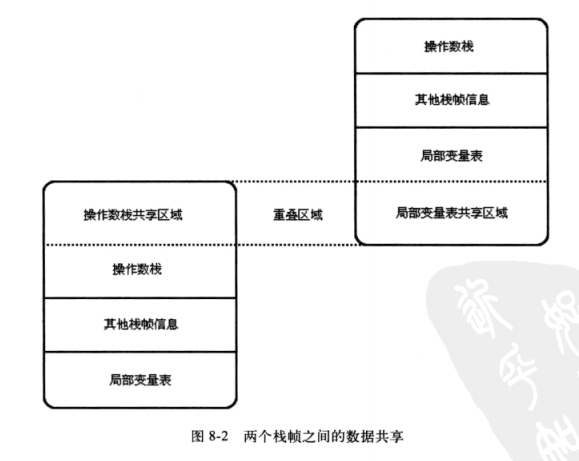 操作数栈
其他栈帧信息
局部变量表
操作数栈共享区域
重叠区域
局部变量表共享区域
操作数栈
其他栈帧信息
局部变量表
图 8-2 两个栈帧之间的数据共享